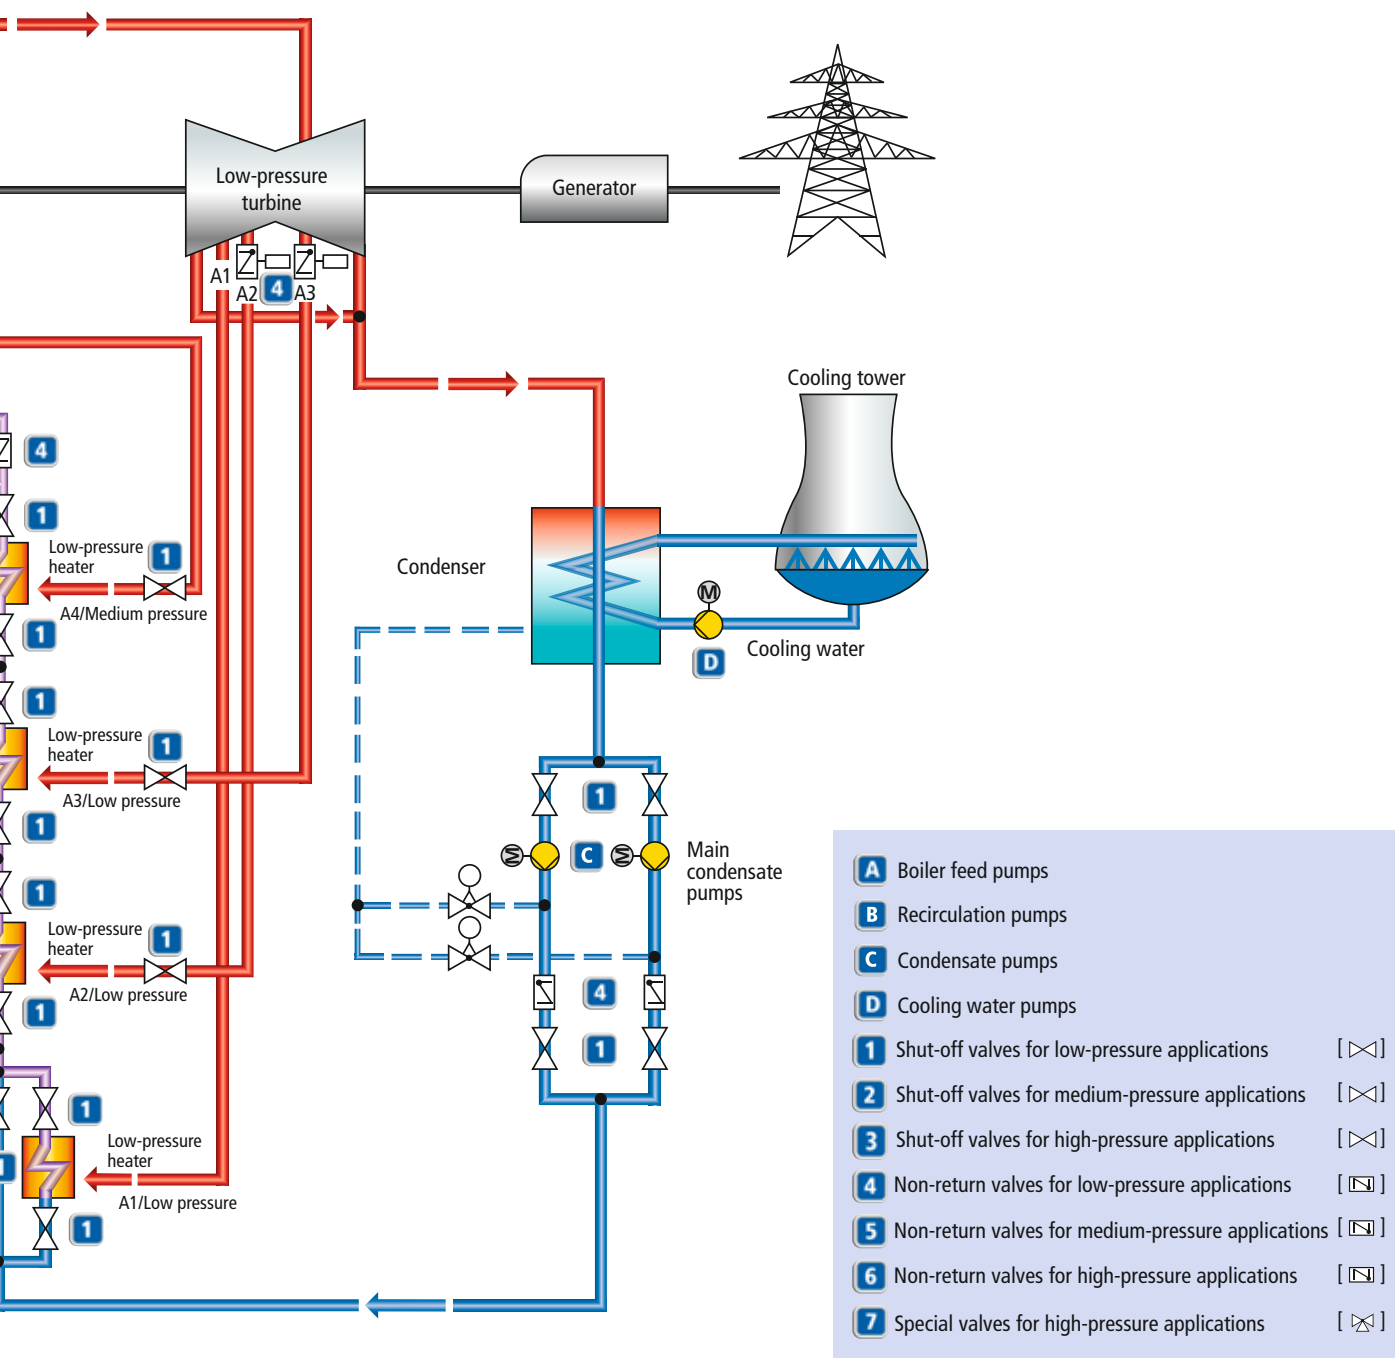 Low-pressure
turbine
Generator
A1
A2
4
A3
Cooling tower
4
1
Low-pressure
heater
1
A4/Medium pressure
Condenser
M
1
Cooling water
D
1
Low-pressure
heater
1
A3/Low pressure
1
1
M
C
M
Main
condensate
pumps
1
Low-pressure
heater
1
A2/Low pressure
4
1
1
1
Low-pressure
heater
A1/Low pressure
1
A Boiler feed pumps
B Recirculation pumps
C Condensate pumps
D Cooling water pumps
1 Shut-off valves for low-pressure applications [ ]
2 Shut-off valves for medium-pressure applications [ ]
3 Shut-off valves for high-pressure applications [ ]
4 Non-return valves for low-pressure applications [ ]
5 Non-return valves for medium-pressure applications [ ]
6 Non-return valves for high-pressure applications [ ]
7 Special valves for high-pressure applications [ ]